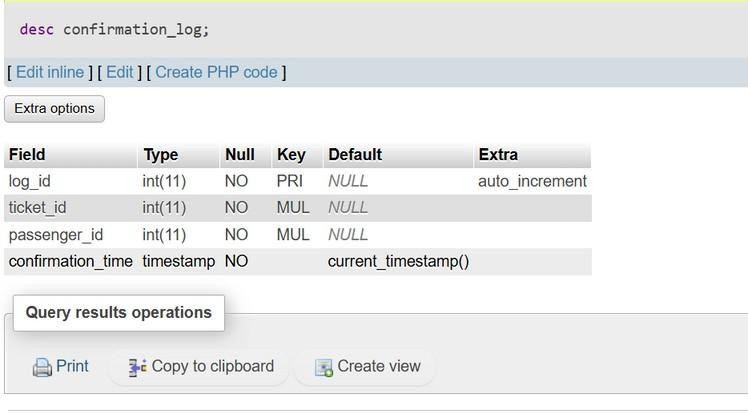 desc confirmation_log;
[ Edit inline ] [ Edit ] [ Create PHP code ]
Extra options
Field Type Null Key Default Extra
log_id int(11) NO PRI NULL auto_increment
ticket_id int(11) NO MUL NULL
passenger_id int(11) NO MUL NULL
confirmation_time timestamp NO current_timestamp()
Query results operations
Print Copy to clipboard Create view